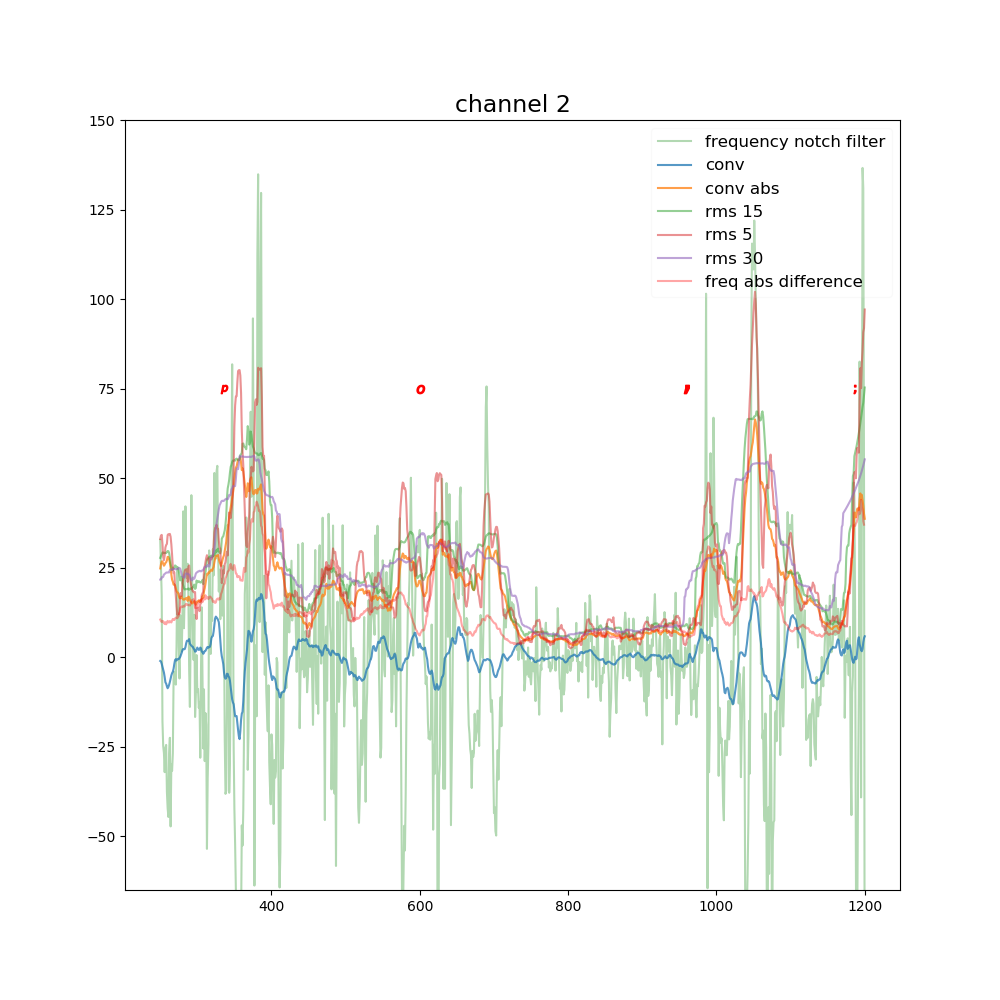 channel 2
150
125
100
75
50
25
0
−25
−50
frequency notch filter
conv
conv abs
rms 15
rms 5
rms 30
freq abs difference
p o ;
400 600 800 1000 1200